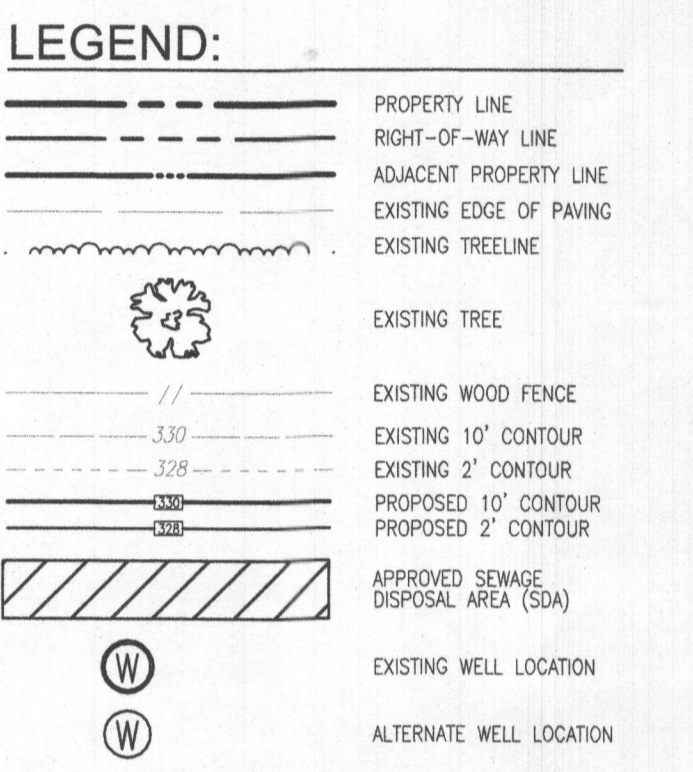 LEGEND:
PROPERTY LINE
RIGHT-OF-WAY LINE
ADJACENT PROPERTY LINE
EXISTING EDGE OF PAVING
EXISTING TREELINE
EXISTING TREE
// EXISTING WOOD FENCE
330 EXISTING 10' CONTOUR
328 EXISTING 2' CONTOUR
330 PROPOSED 10' CONTOUR
328 PROPOSED 2' CONTOUR
APPROVED SEWAGE
DISPOSAL AREA (SDA)
W EXISTING WELL LOCATION
W ALTERNATE WELL LOCATION